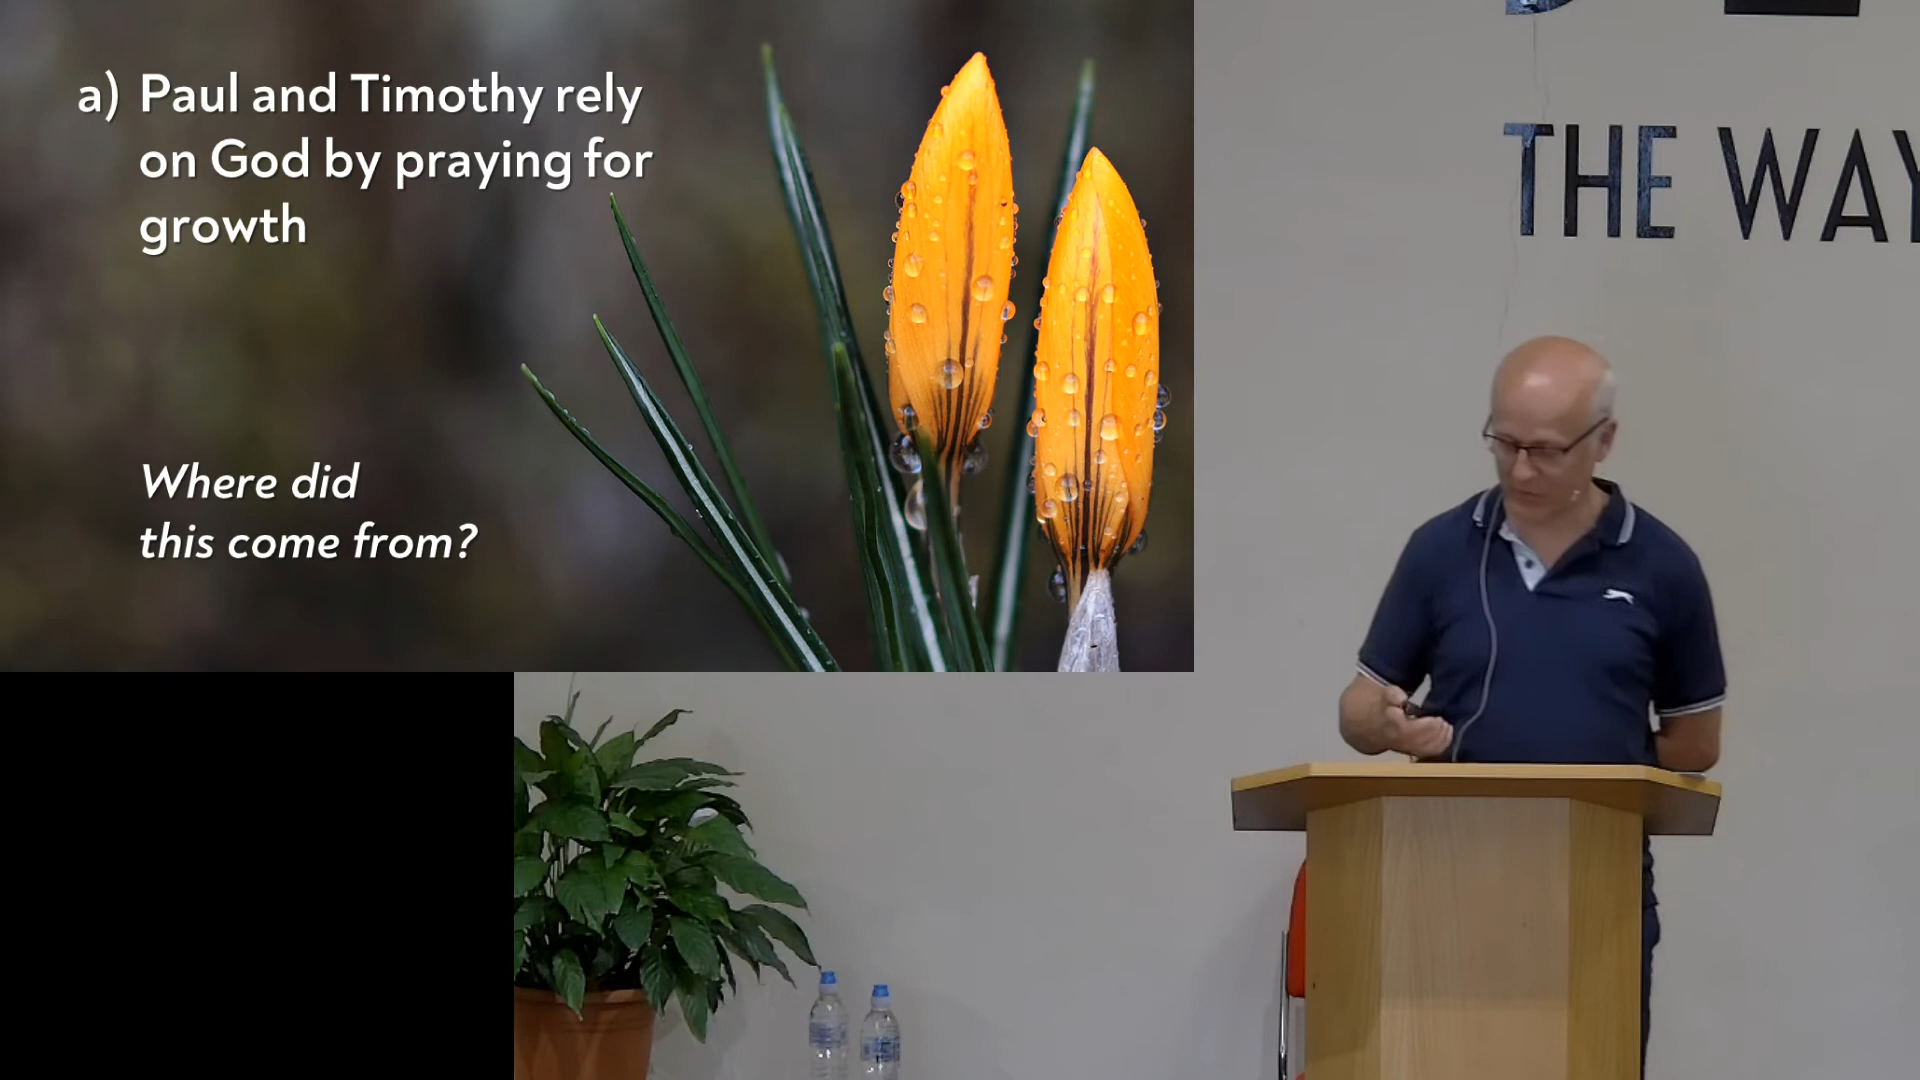 a) Paul and Timothy rely
on God by praying for
growth
Where did
this come from?
THE WAY